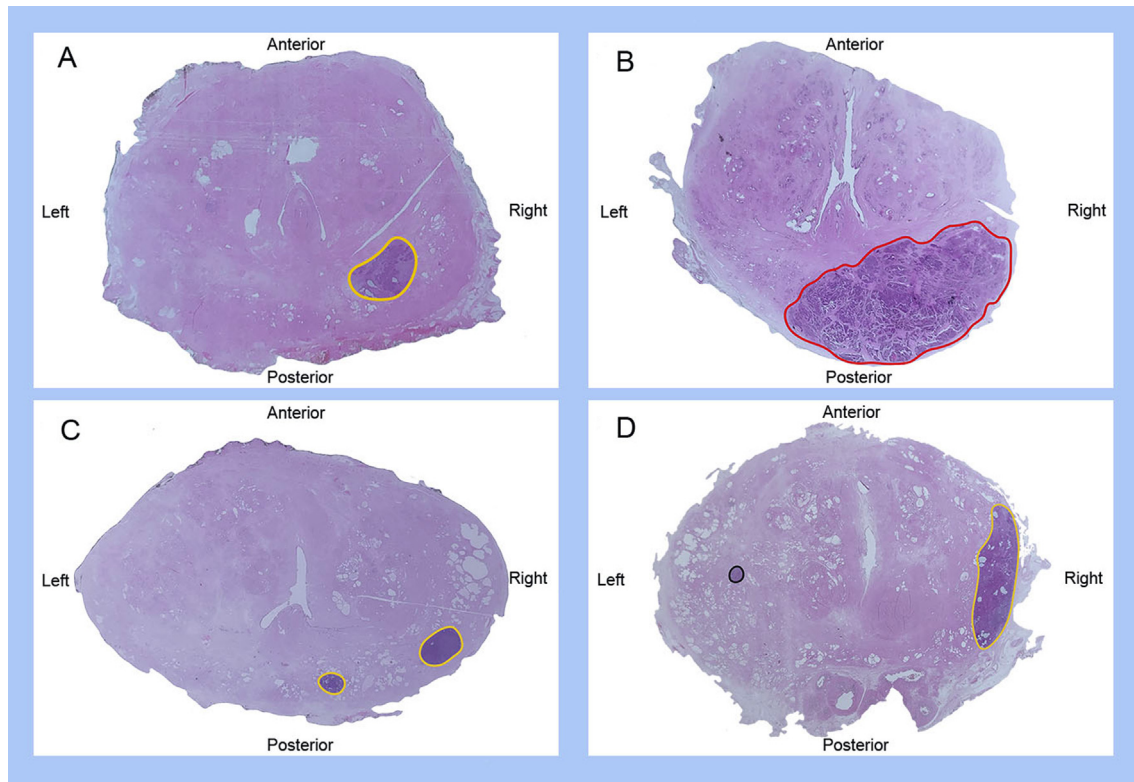 A
Anterior
Left
Right
Posterior
B
Anterior
Left
Right
Posterior
C
Anterior
Left
Right
Posterior
D
Anterior
Left
Right
Posterior